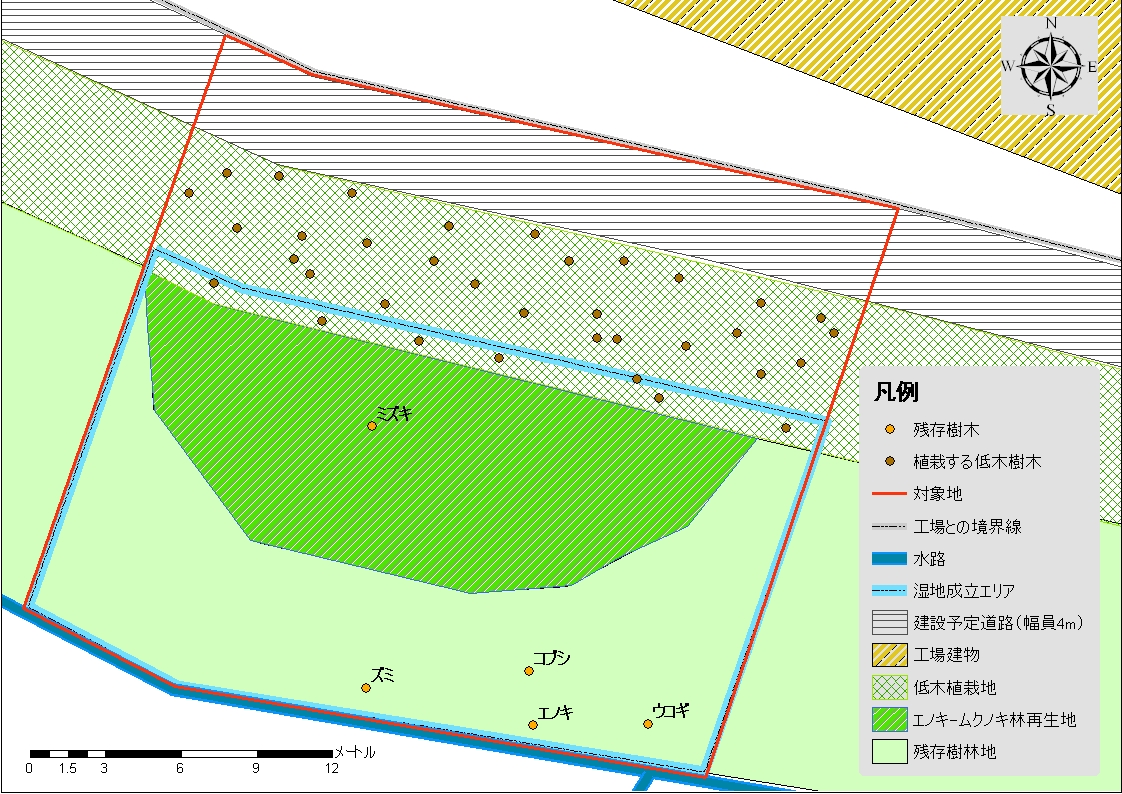 N
W E
S
ミズキ
凡例
残存樹木
植栽する低木樹木
対象地
工場との境界線
水路
湿地成立エリア
建設予定道路(幅員4m)
工場建物
低木植栽地
エノキームクノキ林再生地
残存樹林地
コブシ
ズミ
エノキ
ウコギ
メートル
0 1.5 3 6 9 12